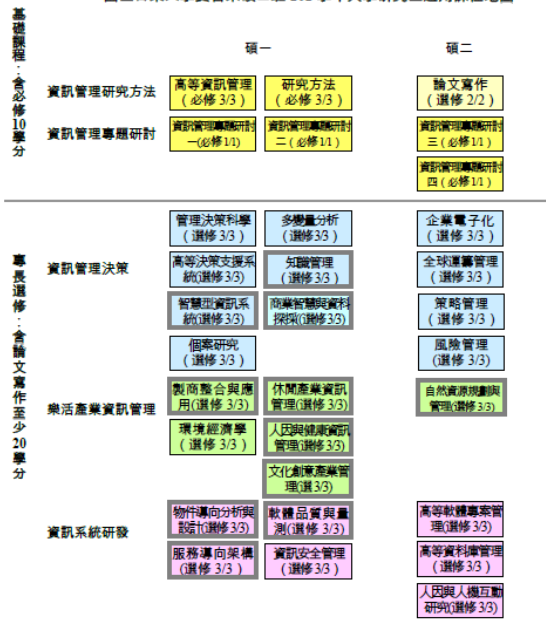 碩一
碩二
基礎課程:含必修10學分
資訊管理研究方法
高等資訊管理
(必修 3/3)
研究方法
(必修 3/3)
論文寫作
(選修 2/2)
資訊管理專題研討
資訊管理專題研討
一(必修1/1)
資訊管理專題研討
二(必修1/1)
資訊管理專題研討
三(必修1/1)
資訊管理專題研討
四(必修1/1)
專長選修:含論文寫作至少20學分
資訊管理決策
管理決策科學
(選修 3/3)
多變量分析
(選修3/3)
企業電子化
(選修 3/3)
高等決策支援系
統(選修 3/3)
知識管理
(選修 3/3)
全球運籌管理
(選修 3/3)
智慧型資訊系
統(選修 3/3)
商業智慧與資料
探採(選修3/3)
策略管理
(選修 3/3)
個案研究
(選修 3/3)
風險管理
(選修3/3)
樂活產業資訊管理
製商整合與應
用(選修 3/3)
休閒產業資訊
管理(選修3/3)
自然資源規劃與
管理(選修3/3)
環境經濟學
(選修 3/3)
人因與健康資訊
管理(選修3/3)
文化創意產業管
理(選3/3)
資訊系統研發
物件導向分析與
設計(選修3/3)
軟體品質與量
測(選修 3/3)
高等軟體專案管
理(選修3/3)
服務導向架構
(選修 3/3)
資訊安全管理
(選修 3/3)
高等資料庫管理
(選修 3/3)
人因與人機互動
研究(選修 3/3)